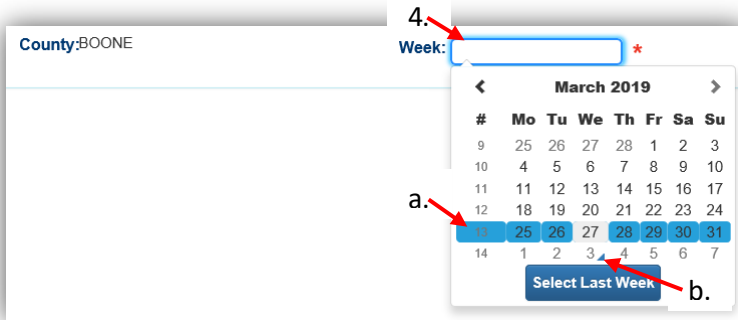 4.
County:BOONE Week: *
March 2019
# Mo Tu We Th Fr Sa Su
9 25 26 27 28 1 2 3
10 4 5 6 7 8 9 10
11 11 12 13 14 15 16 17
a.
12 18 19 20 21 22 23 24
13 25 26 27 28 29 30 31
14 1 2 3 4 5 6 7
Select Last Week
b.